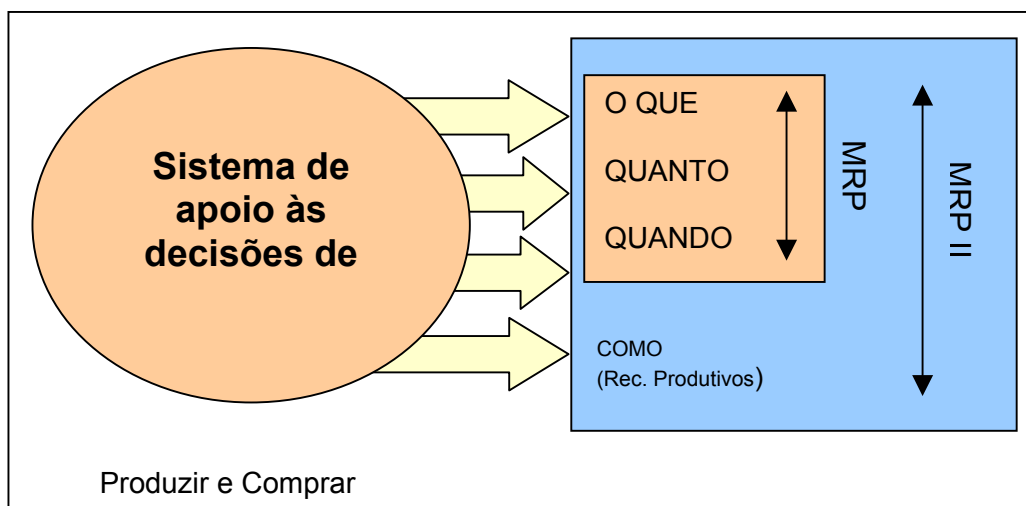 Sistema de
apoio às
decisões de
O QUE
QUANTO
QUANDO
MRP
MRP II
COMO
(Rec. Produtivos)
Produzir e Comprar